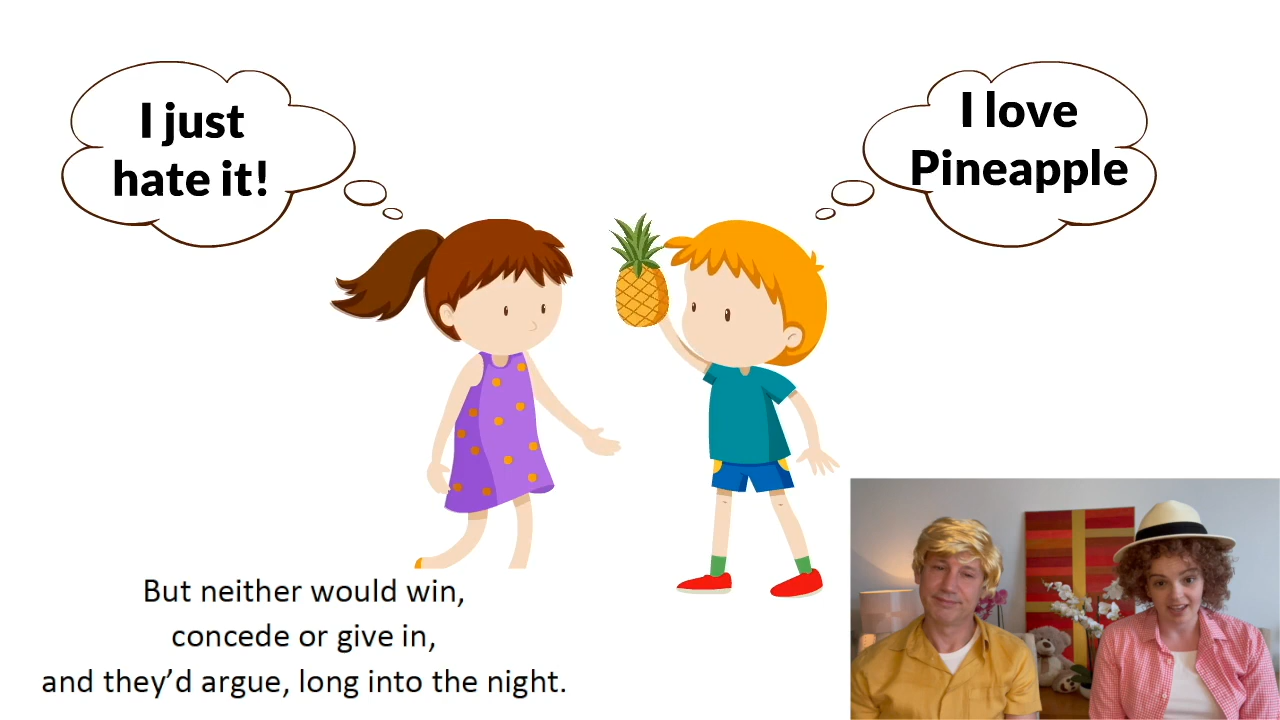 I just
hate it!
I love
Pineapple
But neither would win,
concede or give in,
and they’d argue, long into the night.